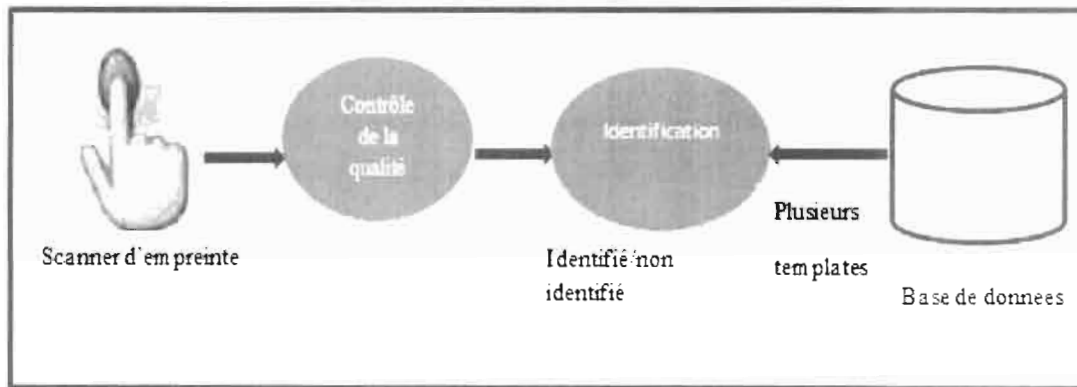 Contrôle
de la
qualité
Identification
Scanner d'empreinte
Identifié/non
identifié
Plusieurs
templates
Base de donnees